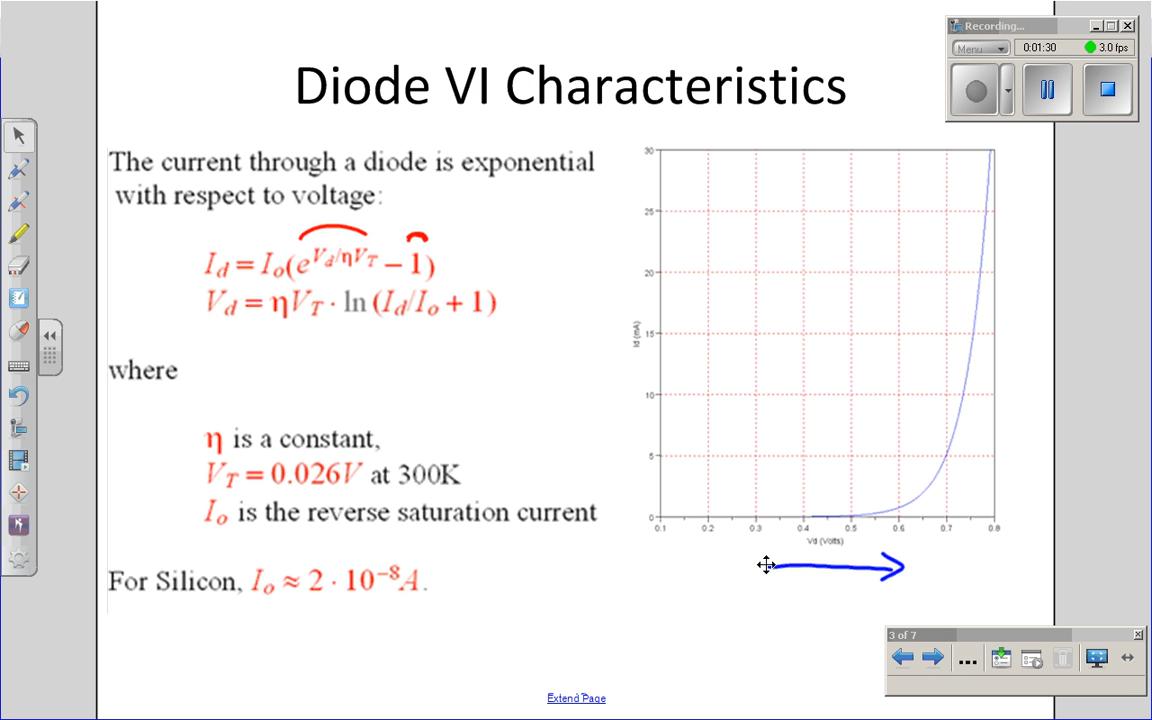 Recording...
Menu
0:01:30
3.0 fps
Diode VI Characteristics
The current through a diode is exponential
with respect to voltage:
I_d = I_o(e^{V_d/ηV_T} − 1)
V_d = ηV_T · ln (I_d/I_o + 1)
where
η is a constant,
V_T = 0.026V at 300K
I_o is the reverse saturation current
For Silicon, I_o ≈ 2 · 10^{−8}A.
30
25
20
15
10
5
0
Id (mA)
0.1 0.2 0.3 0.4 0.5 0.6 0.7 0.8
Vd (Volts)
3 of 7
...
Extend Page